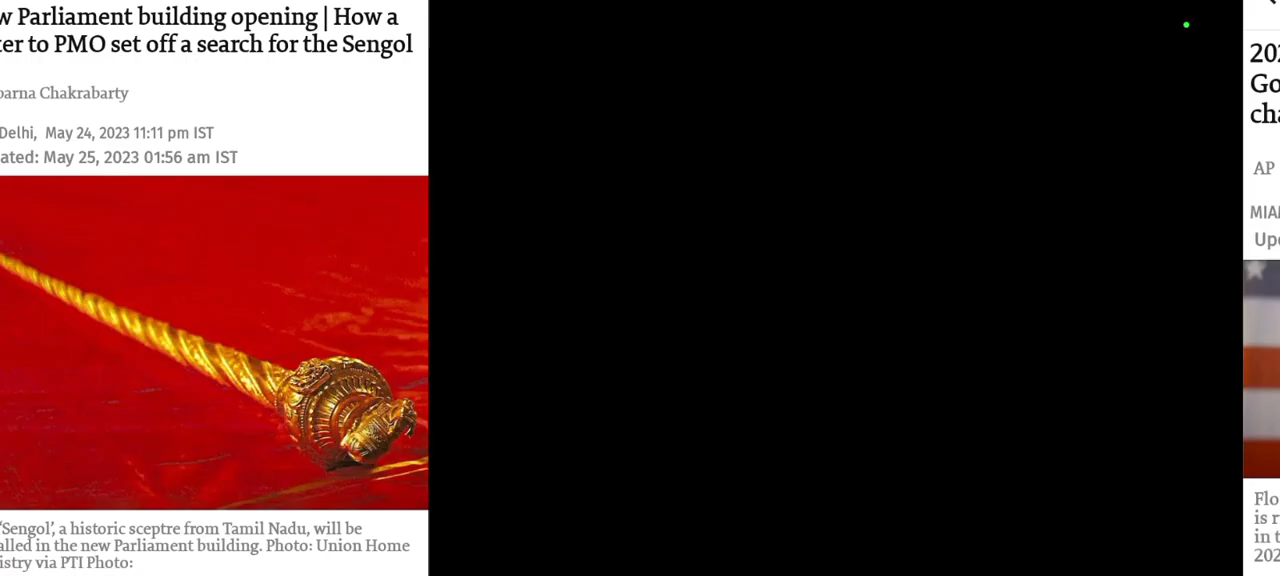 w Parliament building opening | How a
ter to PMO set off a search for the Sengol
parna Chakrabarty
Delhi, May 24, 2023 11:11 pm IST
ated: May 25, 2023 01:56 am IST
'Sengol', a historic sceptre from Tamil Nadu, will be
alled in the new Parliament building. Photo: Union Home
istry via PTI Photo:
202
Go
cha
AP
MIA
Upd
Flo
is r
in t
202